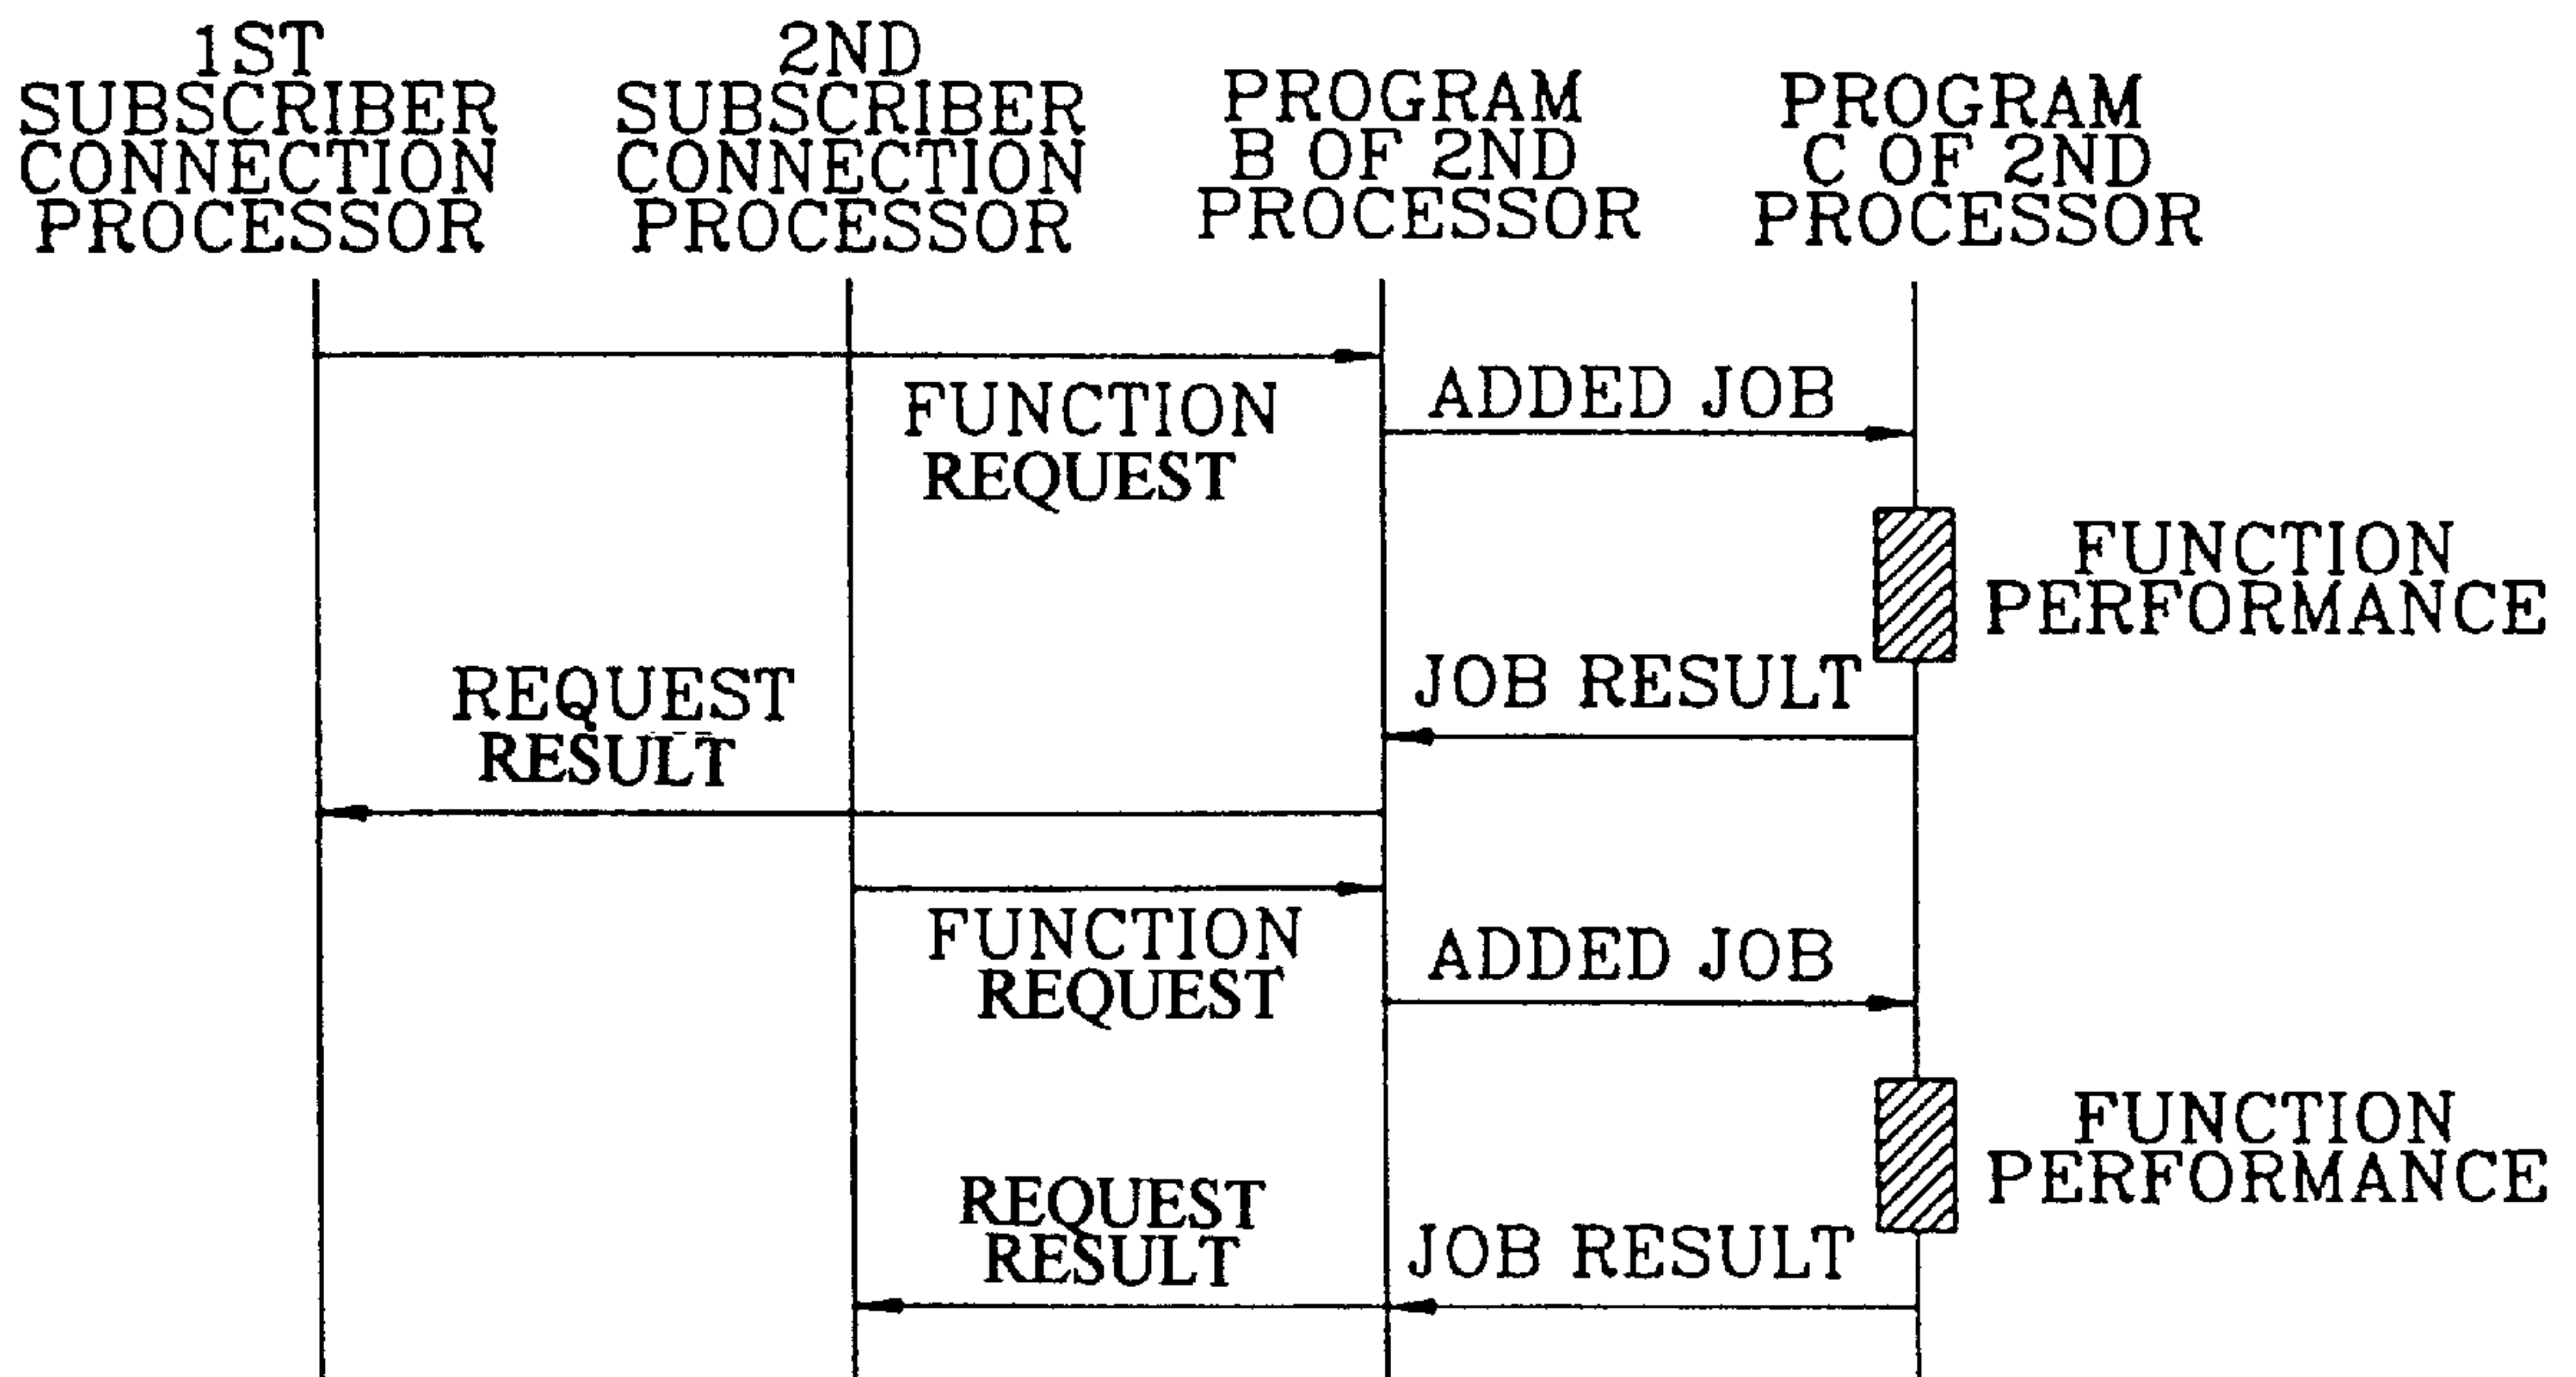 1ST
SUBSCRIBER
CONNECTION
PROCESSOR
2ND
SUBSCRIBER
CONNECTION
PROCESSOR
PROGRAM
B OF 2ND
PROCESSOR
PROGRAM
C OF 2ND
PROCESSOR
FUNCTION
REQUEST
ADDED JOB
FUNCTION
PERFORMANCE
JOB RESULT
REQUEST
RESULT
FUNCTION
REQUEST
ADDED JOB
FUNCTION
PERFORMANCE
REQUEST
RESULT
JOB RESULT